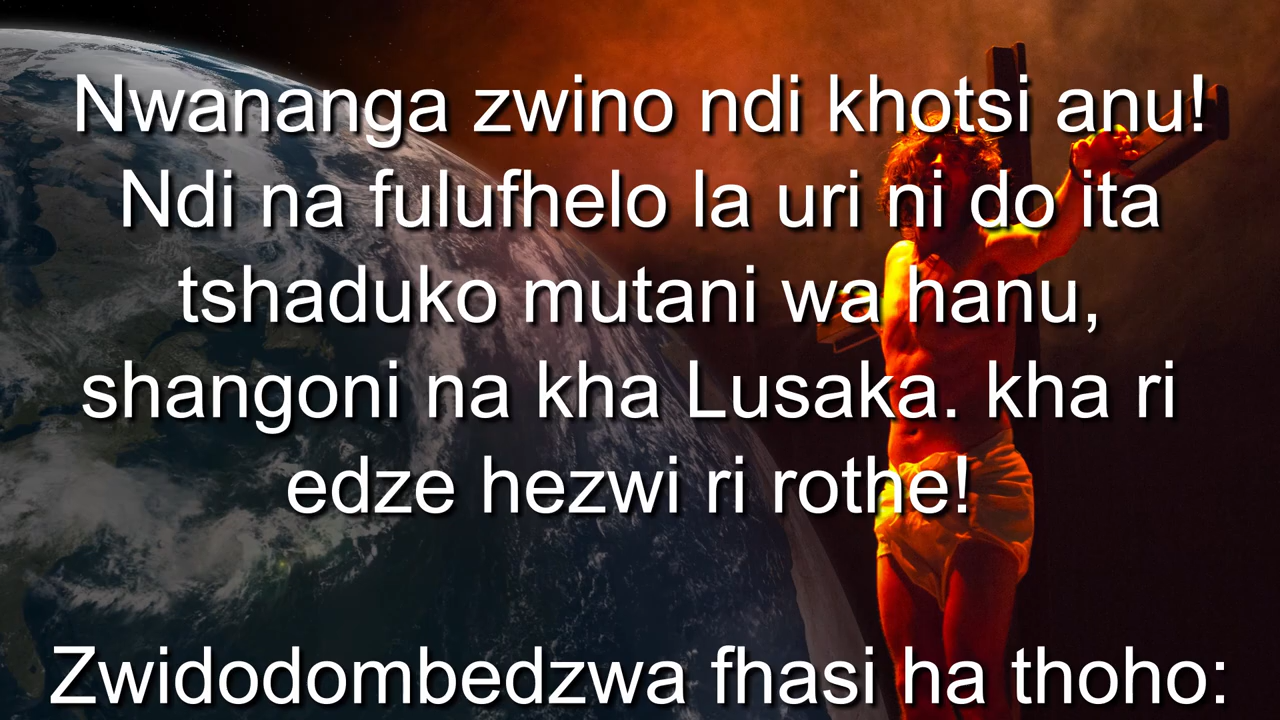 Nwananga zwino ndi khotsi anu!
Ndi na fulufhelo la uri ni do ita
tshaduko mutani wa hanu,
shangoni na kha Lusaka. kha ri
edze hezwi ri rothe!
Zwidodombedzwa fhasi ha thoho: